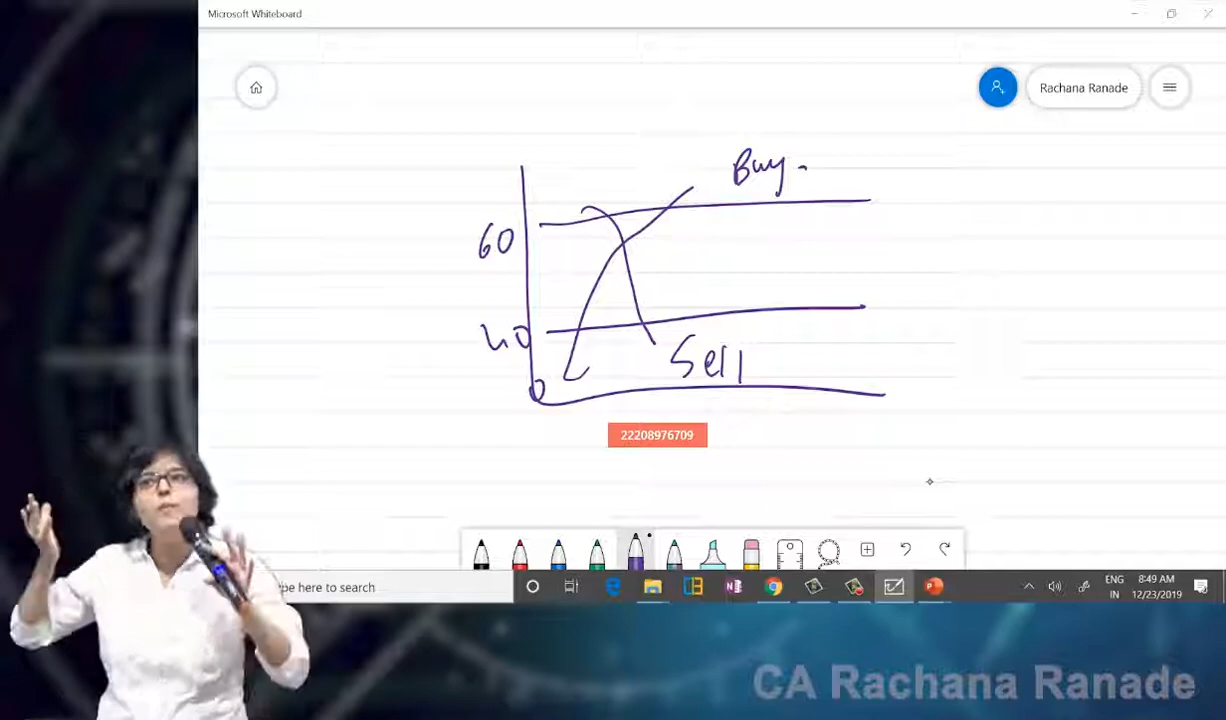 Microsoft Whiteboard
Rachana Ranade
Buy -
60
40
Sell
0
22208976709
pe here to search
ENG
IN
8:49 AM
12/23/2019
CA Rachana Ranade